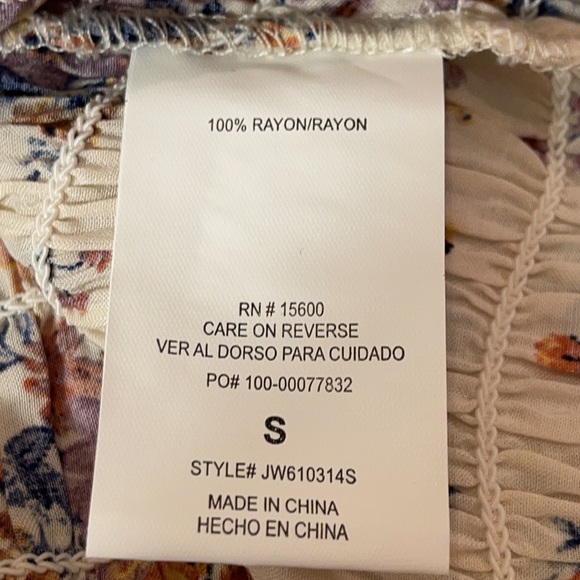 100% RAYON/RAYON
RN # 15600
CARE ON REVERSE
VER AL DORSO PARA CUIDADO
PO# 100-00077832
S
STYLE# JW610314S
MADE IN CHINA
HECHO EN CHINA